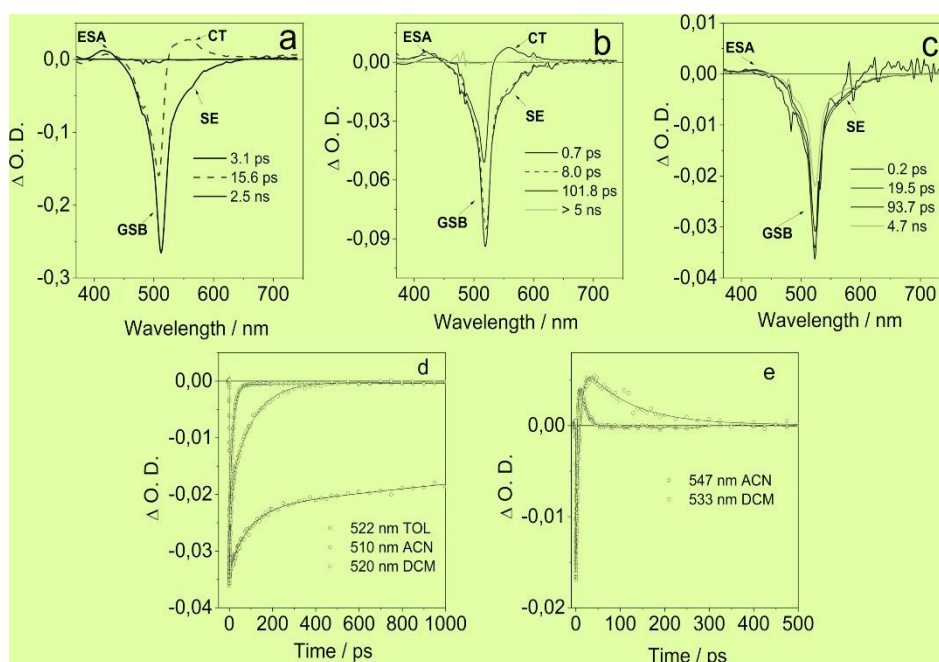 a
ESA
CT
SE
GSB
3.1 ps
15.6 ps
2.5 ns
0,0
-0,1
-0,2
-0,3
Δ O. D.
400 500 600 700
Wavelength / nm
b
ESA
CT
SE
GSB
0.7 ps
8.0 ps
101.8 ps
> 5 ns
0,00
-0,03
-0,06
-0,09
Δ O. D.
400 500 600 700
Wavelength / nm
c
ESA
SE
GSB
0.2 ps
19.5 ps
93.7 ps
4.7 ns
0,00
-0,01
-0,02
-0,03
-0,04
Δ O. D.
400 500 600 700
Wavelength / nm
d
522 nm TOL
510 nm ACN
520 nm DCM
0,00
-0,01
-0,02
-0,03
-0,04
Δ O. D.
0 200 400 600 800 1000
Time / ps
e
547 nm ACN
533 nm DCM
0,00
-0,01
-0,02
Δ O. D.
0 100 200 300 400 500
Time / ps